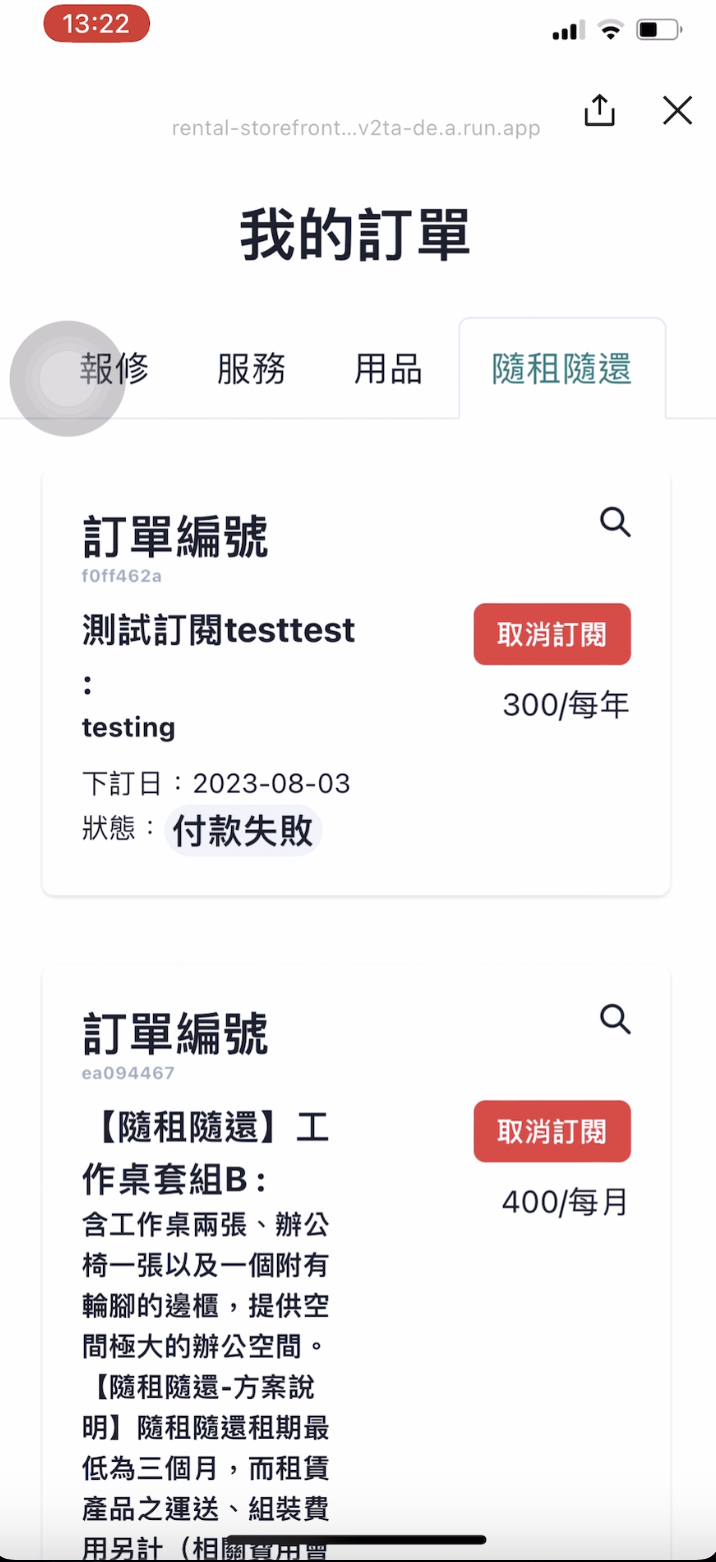 13:22
rental-storefront...v2ta-de.a.run.app
我的訂單
報修 服務 用品 隨租隨還
訂單編號
f0ff462a
測試訂閱testtest
:
testing
取消訂閱
300/每年
下訂日：2023-08-03
狀態：付款失敗
訂單編號
ea094467
【隨租隨還】工
作桌套組B :
取消訂閱
400/每月
含工作桌兩張、辦公
椅一張以及一個附有
輪腳的邊櫃，提供空
間極大的辦公空間。
【隨租隨還-方案說
明】隨租隨還租期最
低為三個月，而租賃
產品之運送、組裝費
用另計（相關費用會